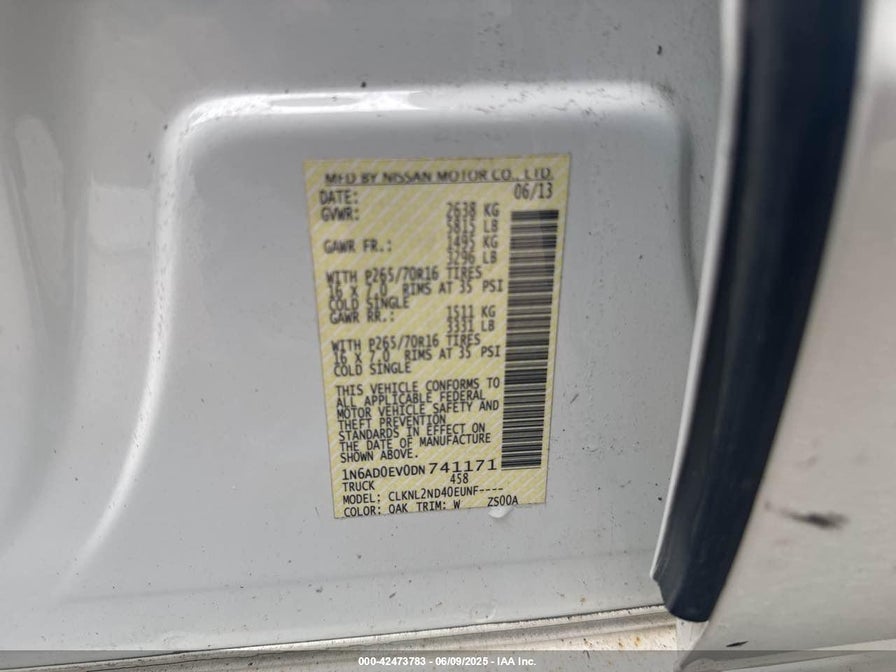 MFD BY NISSAN MOTOR CO., LTD.
DATE: 06/13
GVWR: 2638 KG
5815 LB
GAWR FR.: 1495 KG
3296 LB
WITH P265/70R16 TIRES
16 X 7.0 RIMS AT 35 PSI
COLD SINGLE
GAWR RR.: 1511 KG
3331 LB
WITH P265/70R16 TIRES
16 X 7.0 RIMS AT 35 PSI
COLD SINGLE
THIS VEHICLE CONFORMS TO
ALL APPLICABLE FEDERAL
MOTOR VEHICLE SAFETY AND
THEFT PREVENTION
STANDARDS IN EFFECT ON
THE DATE OF MANUFACTURE
SHOWN ABOVE.
1N6AD0EV0DN741171
TRUCK 458
MODEL: CLKNL2ND40EUNF----
COLOR: OAK TRIM: W ZS00A
000-42473783 - 06/09/2025 - IAA Inc.